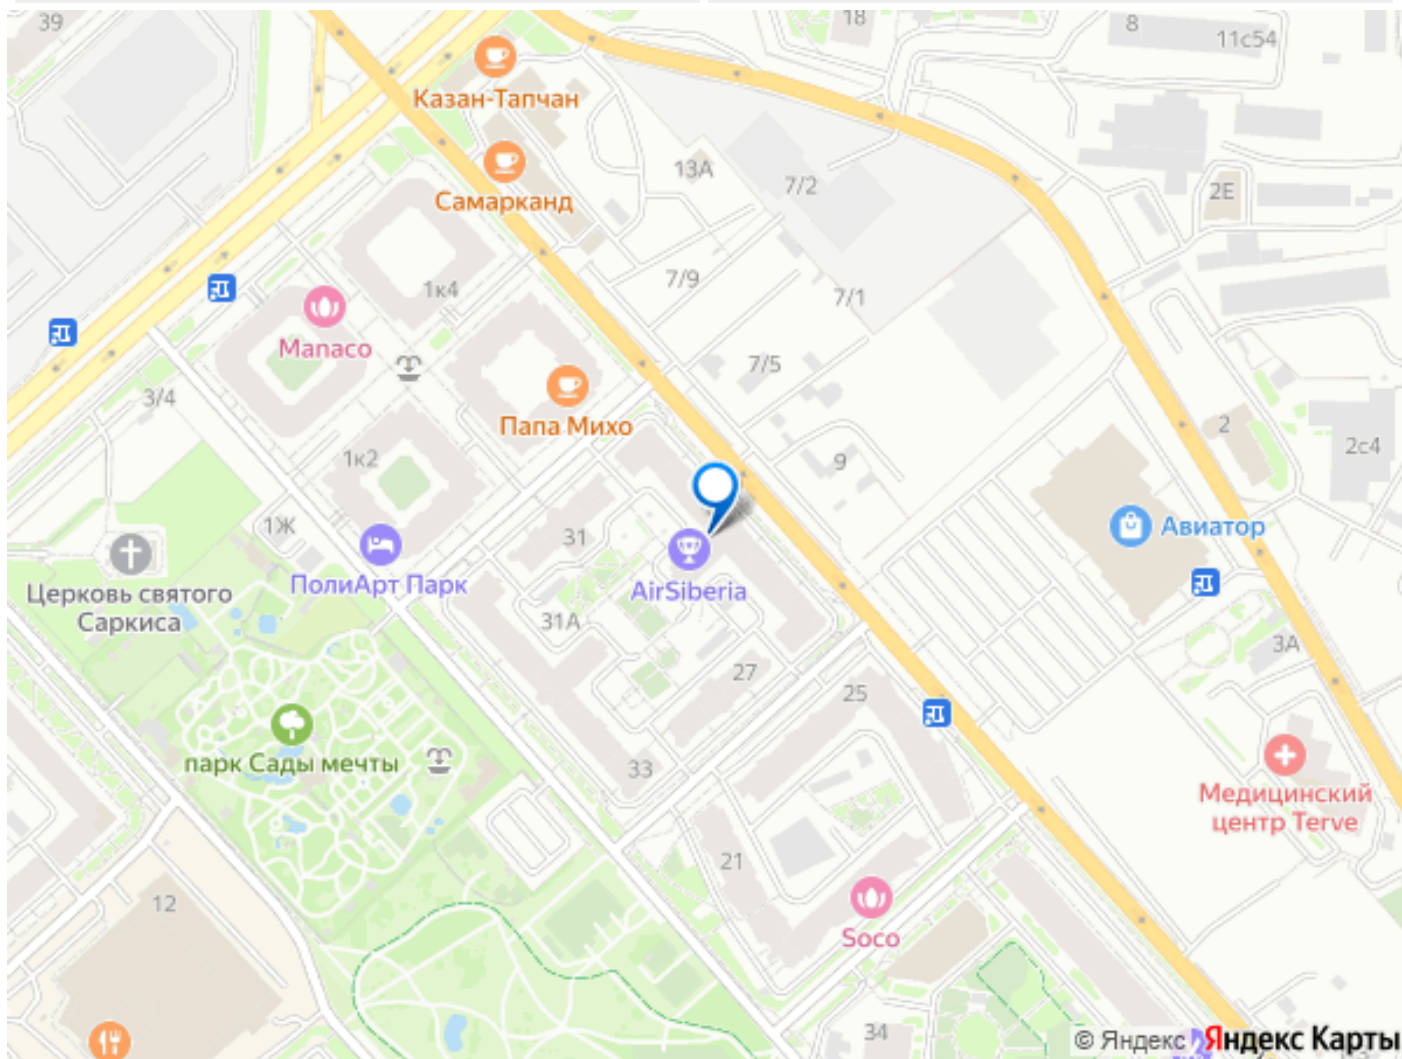 39
18
8
11с54
Казан-Тапчан
13А
7/2
2Е
Самарканд
7/9
1к4
7/1
Manaco
7/5
3/4
Папа Михо
2
2с4
1к2
9
1Ж
31
Авиатор
ПолиАрт Парк
AirSiberia
Церковь святого
Саркиса
31А
3А
27
25
парк Сады мечты
33
Медицинский
центр Terve
21
12
Soco
34
© Яндекс Яндекс Карты